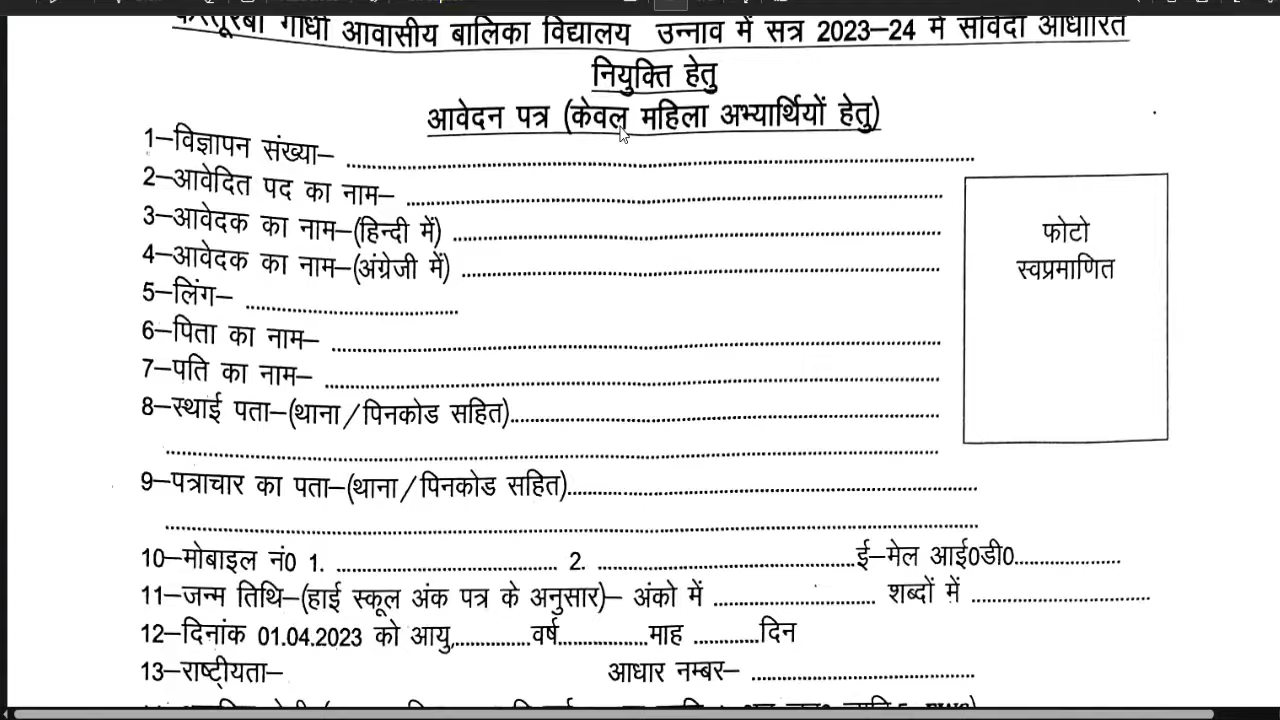 कस्तूरबा गांधी आवासीय बालिका विद्यालय उन्नाव में सत्र 2023–24 में संविदा आधारित
नियुक्ति हेतु
आवेदन पत्र (केवल महिला अभ्यार्थियों हेतु)
1–विज्ञापन संख्या– ........................................
2–आवेदित पद का नाम– ........................................
3–आवेदक का नाम–(हिन्दी में) ........................................
4–आवेदक का नाम–(अंग्रेजी में) ........................................
फोटो
स्वप्रमाणित
5–लिंग– ........................................
6–पिता का नाम– ........................................
7–पति का नाम– ........................................
8–स्थाई पता–(थाना/पिनकोड सहित)........................................
........................................
9–पत्राचार का पता–(थाना/पिनकोड सहित)........................................
........................................
10–मोबाइल नं0 1. .................... 2. ....................ई–मेल आई0डी0....................
11–जन्म तिथि–(हाई स्कूल अंक पत्र के अनुसार)– अंको में .................... शब्दों में ....................
12–दिनांक 01.04.2023 को आयु,.............वर्ष...............माह ...........दिन
13–राष्ट्रीयता– आधार नम्बर– ........................................